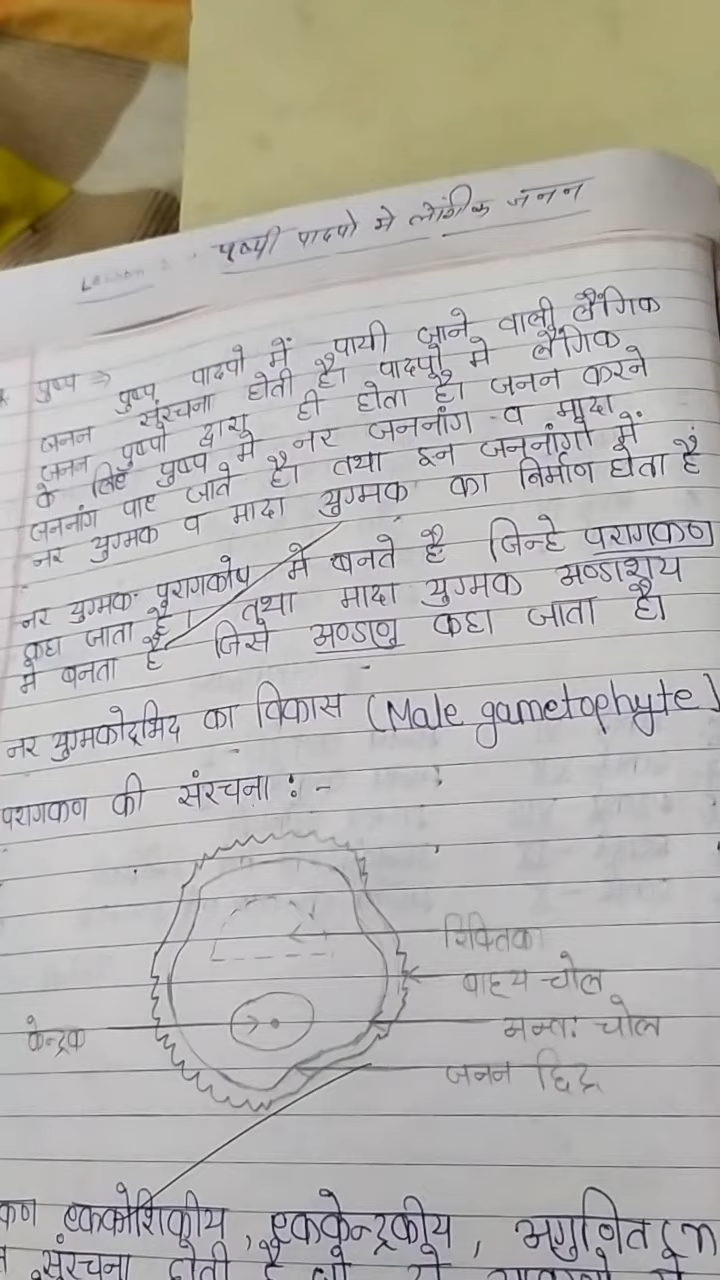 Lesson पुष्पी पादपो मे लैंगिक जनन
पुष्प ⇒ पुष्प पादपो में पायी जाने वाली लैंगिक
जनन संरचना होती है। पादपो मे लैंगिक
जनन पुष्पो द्वारा ही होता है। जनन करने
के लिए पुष्प मे नर जननांग व मादा
जननांग पाए जाते है। तथा इन जननांगो में
नर युग्मक व मादा युग्मक का निर्माण होता है
नर युग्मक परागकोष मे बनते है जिन्हे परागकण
कहा जाता है। तथा मादा युग्मक अण्डाशय
मे बनता है जिसे अण्डाणु कहा जाता है।
नर युग्मकोद्भिद का विकास (Male gametophyte)
परागकण की संरचना :-
रिक्तिका
वाह्य चोल
केन्द्रक
अन्तः चोल
जनन छिद्र
कण एककोशिकीय, एककेन्द्रकीय, अगुणित
संरचना होती है